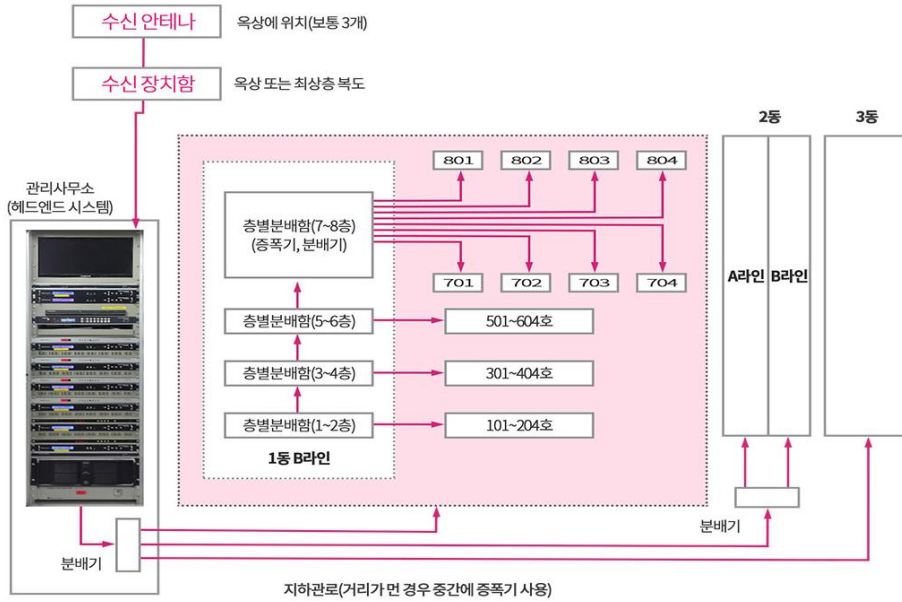 수신 안테나
옥상에 위치(보통 3개)
수신 장치함
옥상 또는 최상층 복도
2동
3동
관리사무소
(헤드엔드 시스템)
801
802
803
804
층별분배함(7~8층)
(증폭기, 분배기)
701
702
703
704
A라인
B라인
층별분배함(5~6층)
501~604호
층별분배함(3~4층)
301~404호
층별분배함(1~2층)
101~204호
1동 B라인
분배기
분배기
지하관로(거리가 먼 경우 중간에 증폭기 사용)